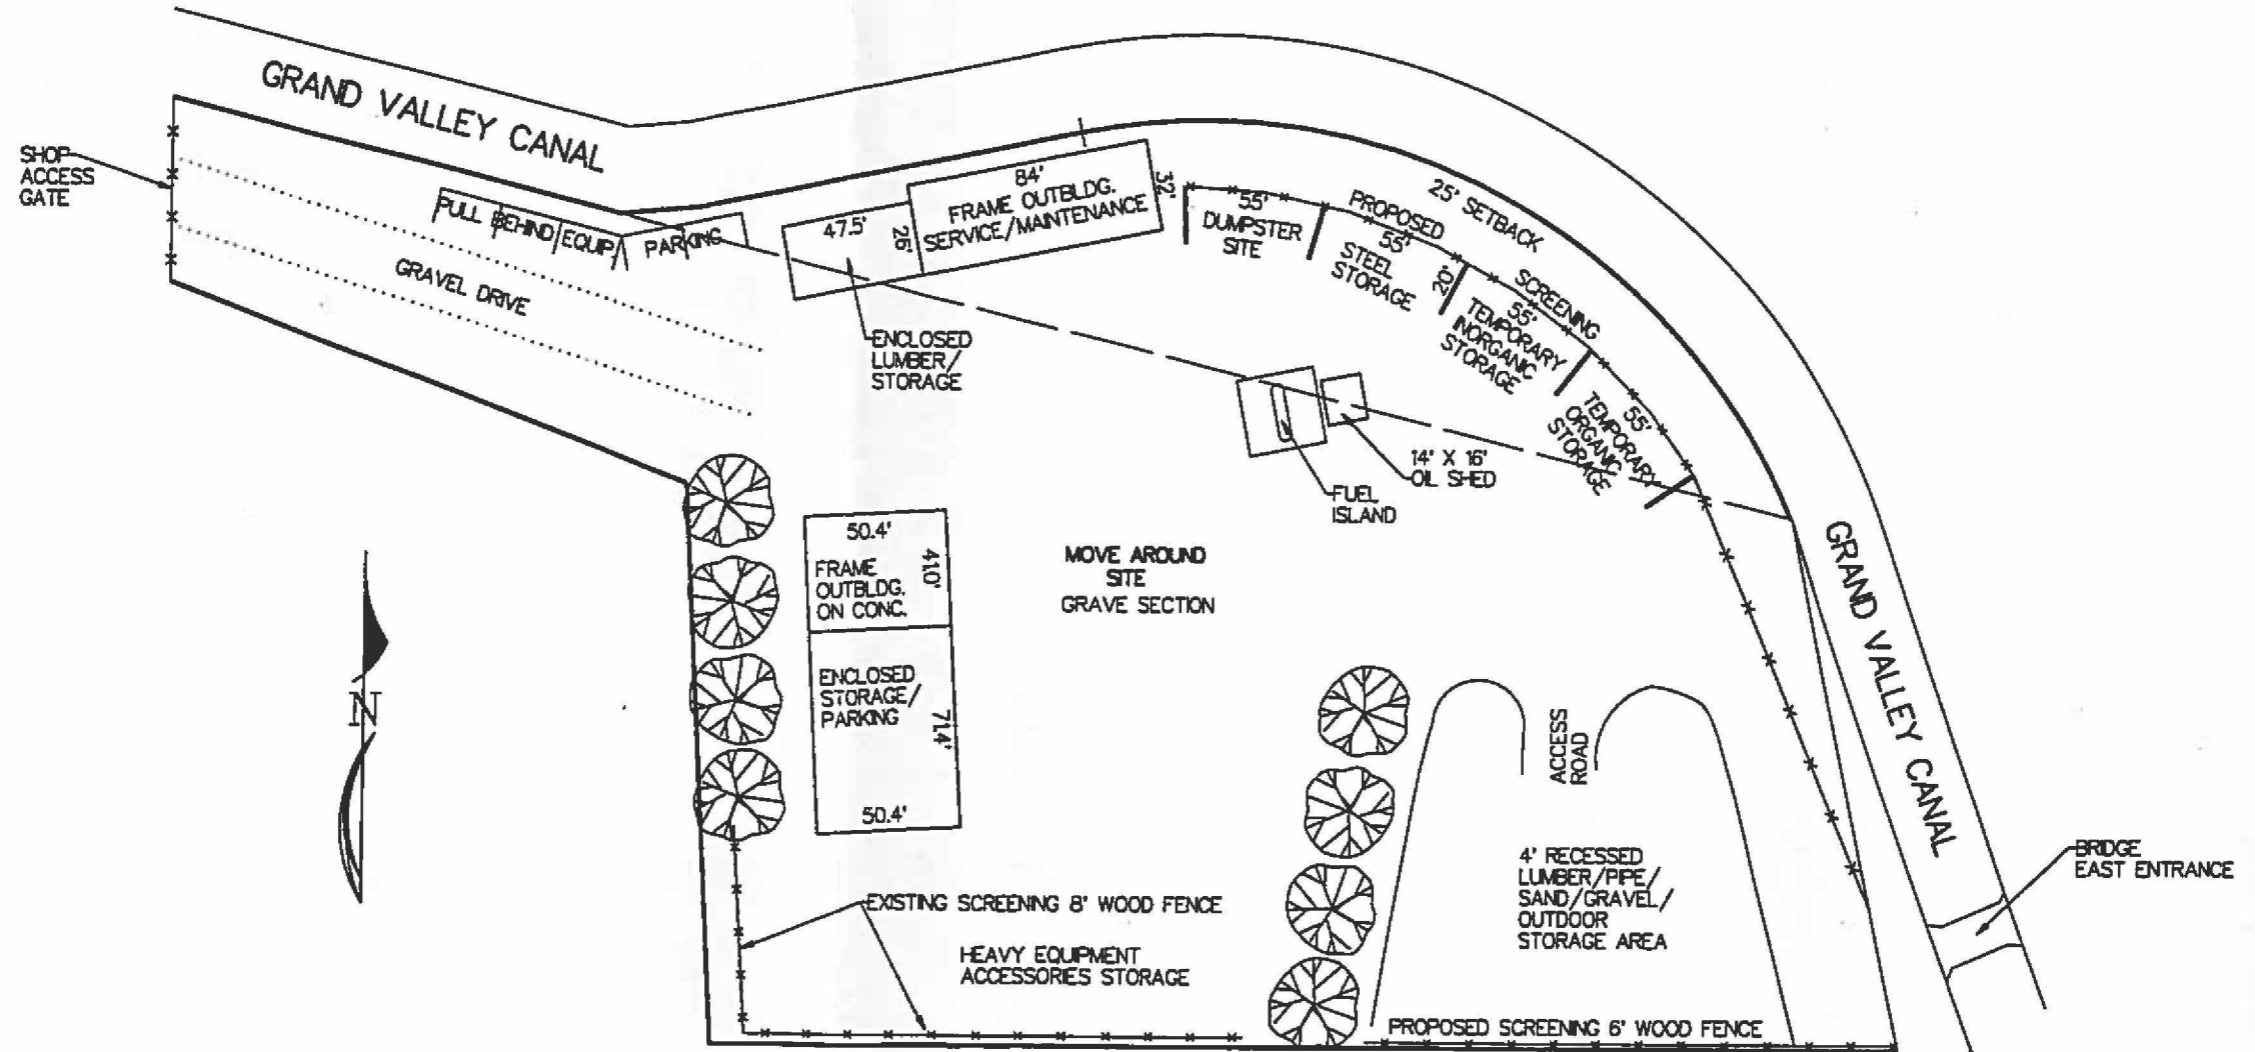 GRAND VALLEY CANAL
SHOP
ACCESS
GATE
PULL BEHIND EQUIP/ PARKING
GRAVEL DRIVE
47.5'
26'
84'
FRAME OUTBLDG.
SERVICE/MAINTENANCE
32'
ENCLOSED
LUMBER/
STORAGE
55'
DUMPSTER
SITE
PROPOSED SCREENING
25' SETBACK
55'
STEEL
STORAGE
20'
55'
TEMPORARY
INORGANIC
STORAGE
55'
TEMPORARY
ORGANIC
STORAGE
14' X 16'
OIL SHED
FUEL
ISLAND
50.4'
FRAME
OUTBLDG.
ON CONC.
41.0'
ENCLOSED
STORAGE/
PARKING
71.4'
50.4'
MOVE AROUND
SITE
GRAVE SECTION
N
GRAND VALLEY CANAL
ACCESS
ROAD
4' RECESSED
LUMBER/PIPE/
SAND/GRAVEL/
OUTDOOR
STORAGE AREA
BRIDGE
EAST ENTRANCE
EXISTING SCREENING 8' WOOD FENCE
HEAVY EQUIPMENT
ACCESSORIES STORAGE
PROPOSED SCREENING 6' WOOD FENCE